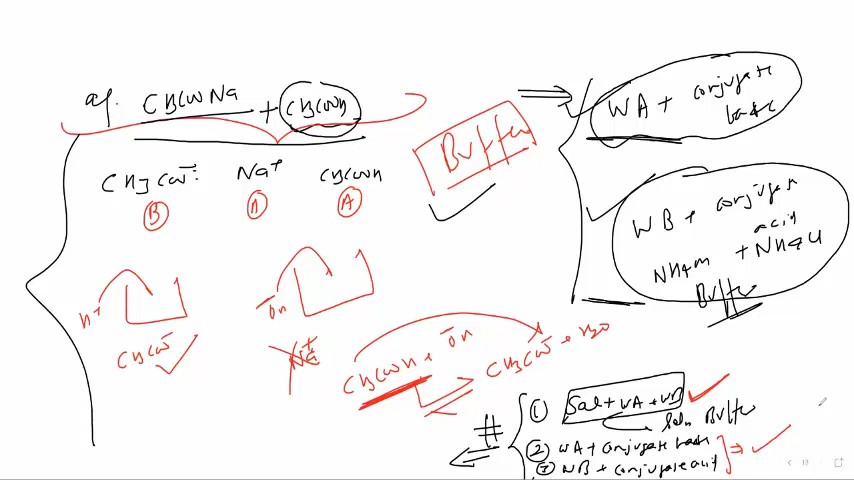 eg. CH3COONa + CH3COOH
CH3COO⁻ Na⁺ CH3COOH
B N A
Buffer
WA + conjugate
base
WB + conjugate
acid
NH4OH + NH4Cl
Buffer
H⁺
CH3COO⁻
⁻OH
Na⁺
CH3COOH + ⁻OH ⇌ CH3COO⁻ + H2O
# ① Salt + WA + WB
Soln Buffer
② WA + conjugate base
③ WB + conjugate acid